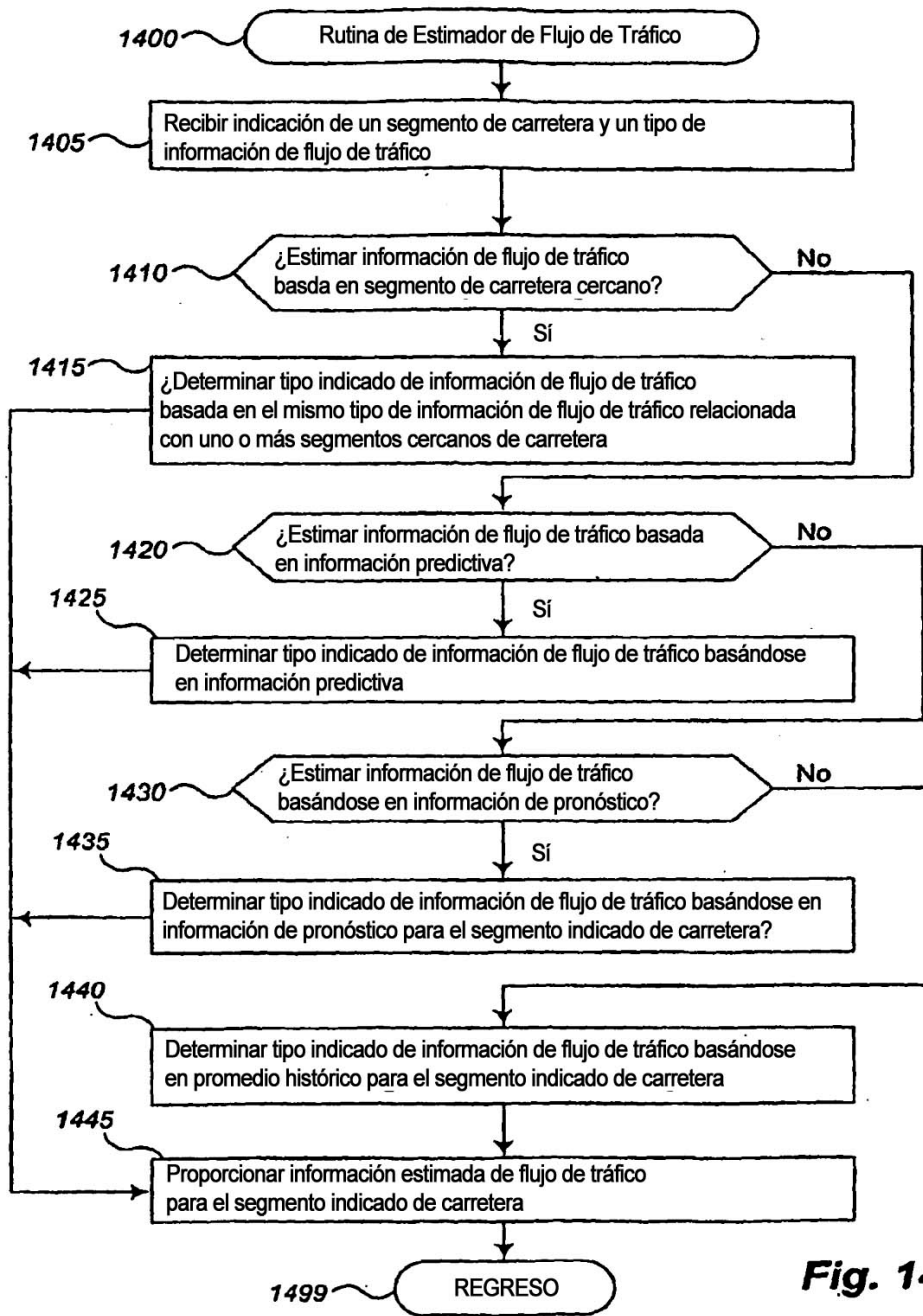 1400
Rutina de Estimador de Flujo de Tráfico
1405
Recibir indicación de un segmento de carretera y un tipo de
información de flujo de tráfico
1410
¿Estimar información de flujo de tráfico
basda en segmento de carretera cercano?
No
Sí
1415
¿Determinar tipo indicado de información de flujo de tráfico
basada en el mismo tipo de información de flujo de tráfico relacionada
con uno o más segmentos cercanos de carretera
1420
¿Estimar información de flujo de tráfico basada
en información predictiva?
No
Sí
1425
Determinar tipo indicado de información de flujo de tráfico basándose
en información predictiva
1430
¿Estimar información de flujo de tráfico
basándose en información de pronóstico?
No
Sí
1435
Determinar tipo indicado de información de flujo de tráfico basándose en
información de pronóstico para el segmento indicado de carretera?
1440
Determinar tipo indicado de información de flujo de tráfico basándose
en promedio histórico para el segmento indicado de carretera
1445
Proporcionar información estimada de flujo de tráfico
para el segmento indicado de carretera
1499
REGRESO
Fig. 14